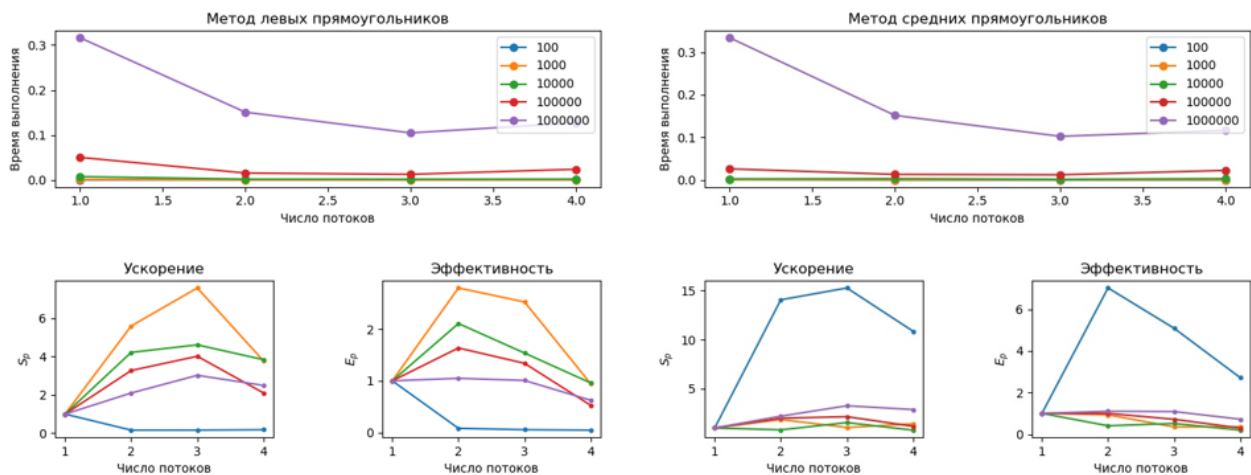 Метод левых прямоугольников
Время выполнения
0.3
0.2
0.1
0.0
100
1000
10000
100000
1000000
1.0 1.5 2.0 2.5 3.0 3.5 4.0
Число потоков
Метод средних прямоугольников
Время выполнения
0.3
0.2
0.1
0.0
100
1000
10000
100000
1000000
1.0 1.5 2.0 2.5 3.0 3.5 4.0
Число потоков
Ускорение
Sp
6
4
2
0
1 2 3 4
Число потоков
Эффективность
Ep
2
1
0
1 2 3 4
Число потоков
Ускорение
Sp
15
10
5
1 2 3 4
Число потоков
Эффективность
Ep
6
4
2
0
1 2 3 4
Число потоков